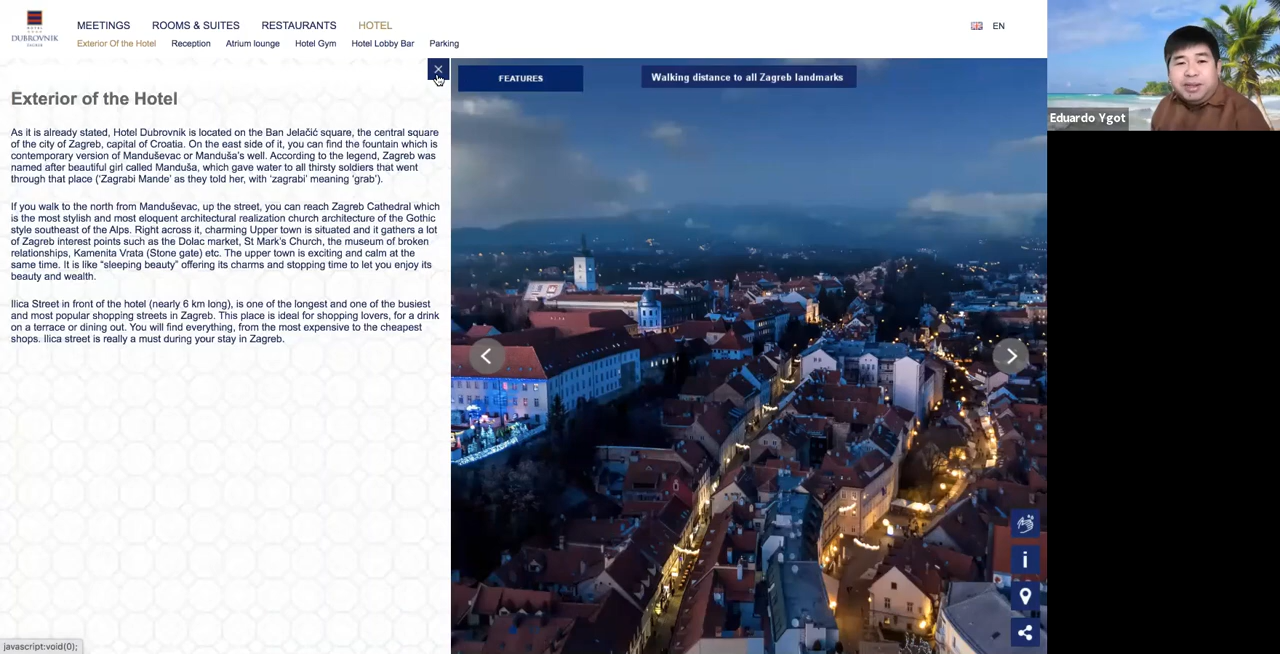 MEETINGS ROOMS & SUITES RESTAURANTS HOTEL EN
DUBROVNIK
ZAGREB
Exterior Of the Hotel Reception Atrium lounge Hotel Gym Hotel Lobby Bar Parking
Exterior of the Hotel
As it is already stated, Hotel Dubrovnik is located on the Ban Jelačić square, the central square
of the city of Zagreb, capital of Croatia. On the east side of it, you can find the fountain which is
contemporary version of Manduševac or Manduša's well. According to the legend, Zagreb was
named after beautiful girl called Manduša, which gave water to all thirsty soldiers that went
through that place ('Zagrabi Mande' as they told her, with 'zagrabi' meaning 'grab').
If you walk to the north from Manduševac, up the street, you can reach Zagreb Cathedral which
is the most stylish and most eloquent architectural realization church architecture of the Gothic
style southeast of the Alps. Right across it, charming Upper town is situated and it gathers a lot
of Zagreb interest points such as the Dolac market, St Mark's Church, the museum of broken
relationships, Kamenita Vrata (Stone gate) etc. The upper town is exciting and calm at the
same time. It is like "sleeping beauty" offering its charms and stopping time to let you enjoy its
beauty and wealth.
Ilica Street in front of the hotel (nearly 6 km long), is one of the longest and one of the busiest
and most popular shopping streets in Zagreb. This place is ideal for shopping lovers, for a drink
on a terrace or dining out. You will find everything, from the most expensive to the cheapest
shops. Ilica street is really a must during your stay in Zagreb.
FEATURES
Walking distance to all Zagreb landmarks
Eduardo Ygot
javascript:void(0);